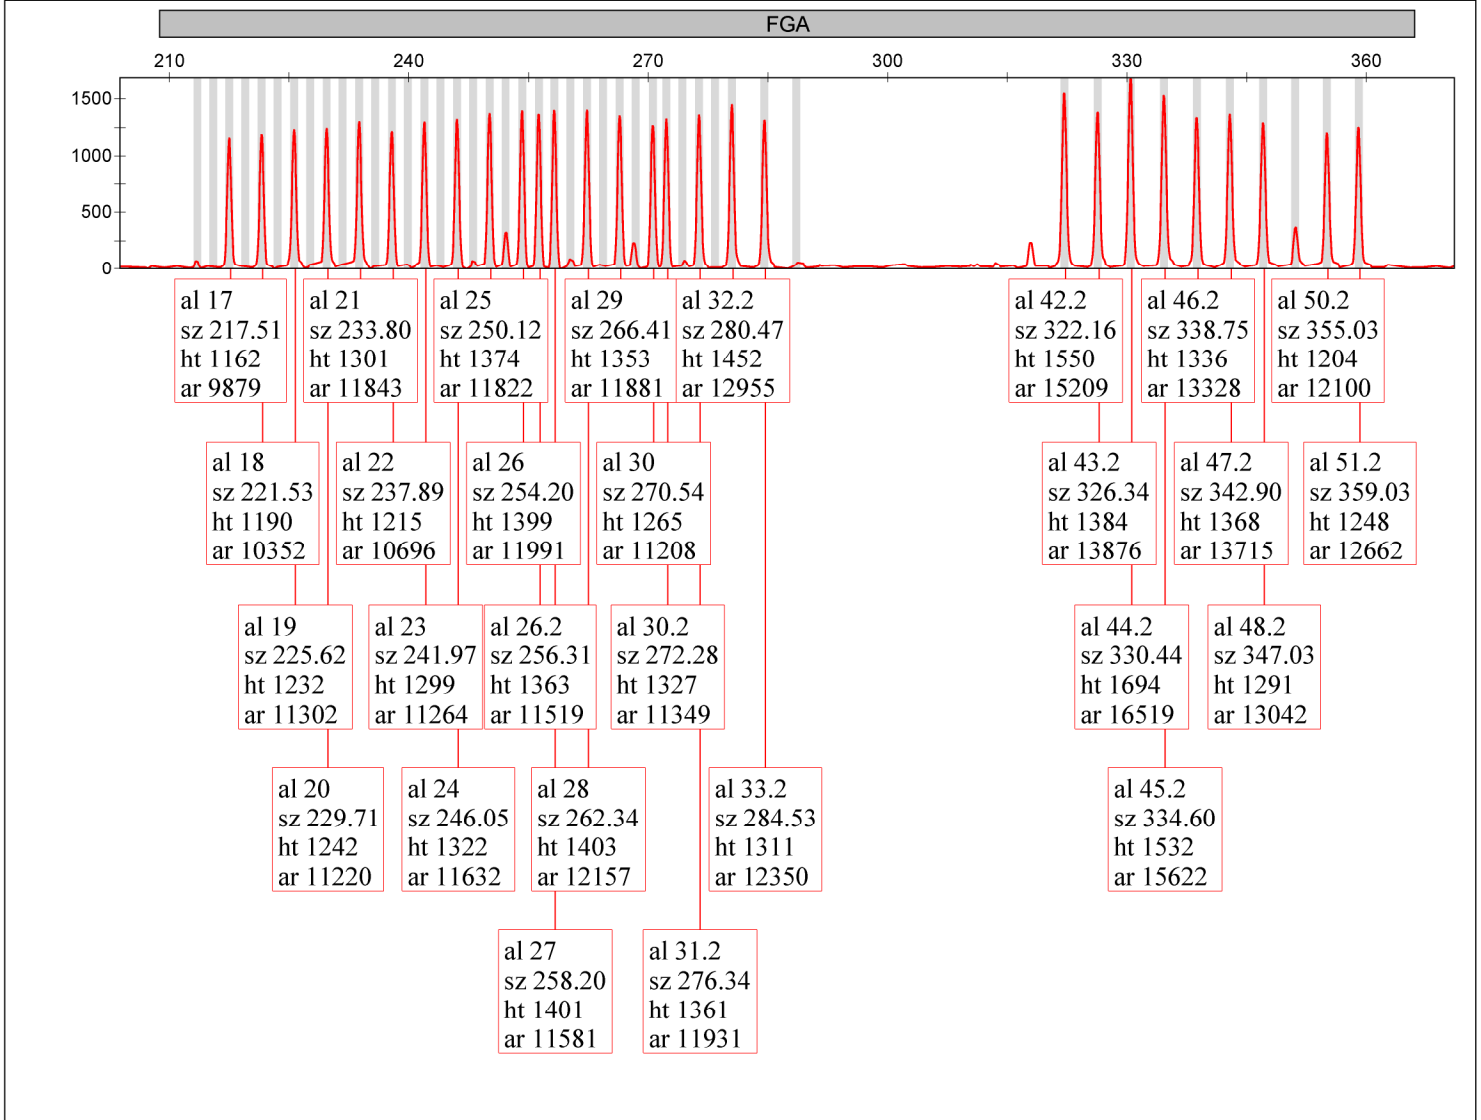 FGA
210 240 270 300 330 360
1500
1000
500
0
al 17
sz 217.51
ht 1162
ar 9879
al 21
sz 233.80
ht 1301
ar 11843
al 25
sz 250.12
ht 1374
ar 11822
al 29
sz 266.41
ht 1353
ar 11881
al 32.2
sz 280.47
ht 1452
ar 12955
al 42.2
sz 322.16
ht 1550
ar 15209
al 46.2
sz 338.75
ht 1336
ar 13328
al 50.2
sz 355.03
ht 1204
ar 12100
al 18
sz 221.53
ht 1190
ar 10352
al 22
sz 237.89
ht 1215
ar 10696
al 26
sz 254.20
ht 1399
ar 11991
al 30
sz 270.54
ht 1265
ar 11208
al 43.2
sz 326.34
ht 1384
ar 13876
al 47.2
sz 342.90
ht 1368
ar 13715
al 51.2
sz 359.03
ht 1248
ar 12662
al 19
sz 225.62
ht 1232
ar 11302
al 23
sz 241.97
ht 1299
ar 11264
al 26.2
sz 256.31
ht 1363
ar 11519
al 30.2
sz 272.28
ht 1327
ar 11349
al 44.2
sz 330.44
ht 1694
ar 16519
al 48.2
sz 347.03
ht 1291
ar 13042
al 20
sz 229.71
ht 1242
ar 11220
al 24
sz 246.05
ht 1322
ar 11632
al 28
sz 262.34
ht 1403
ar 12157
al 33.2
sz 284.53
ht 1311
ar 12350
al 45.2
sz 334.60
ht 1532
ar 15622
al 27
sz 258.20
ht 1401
ar 11581
al 31.2
sz 276.34
ht 1361
ar 11931